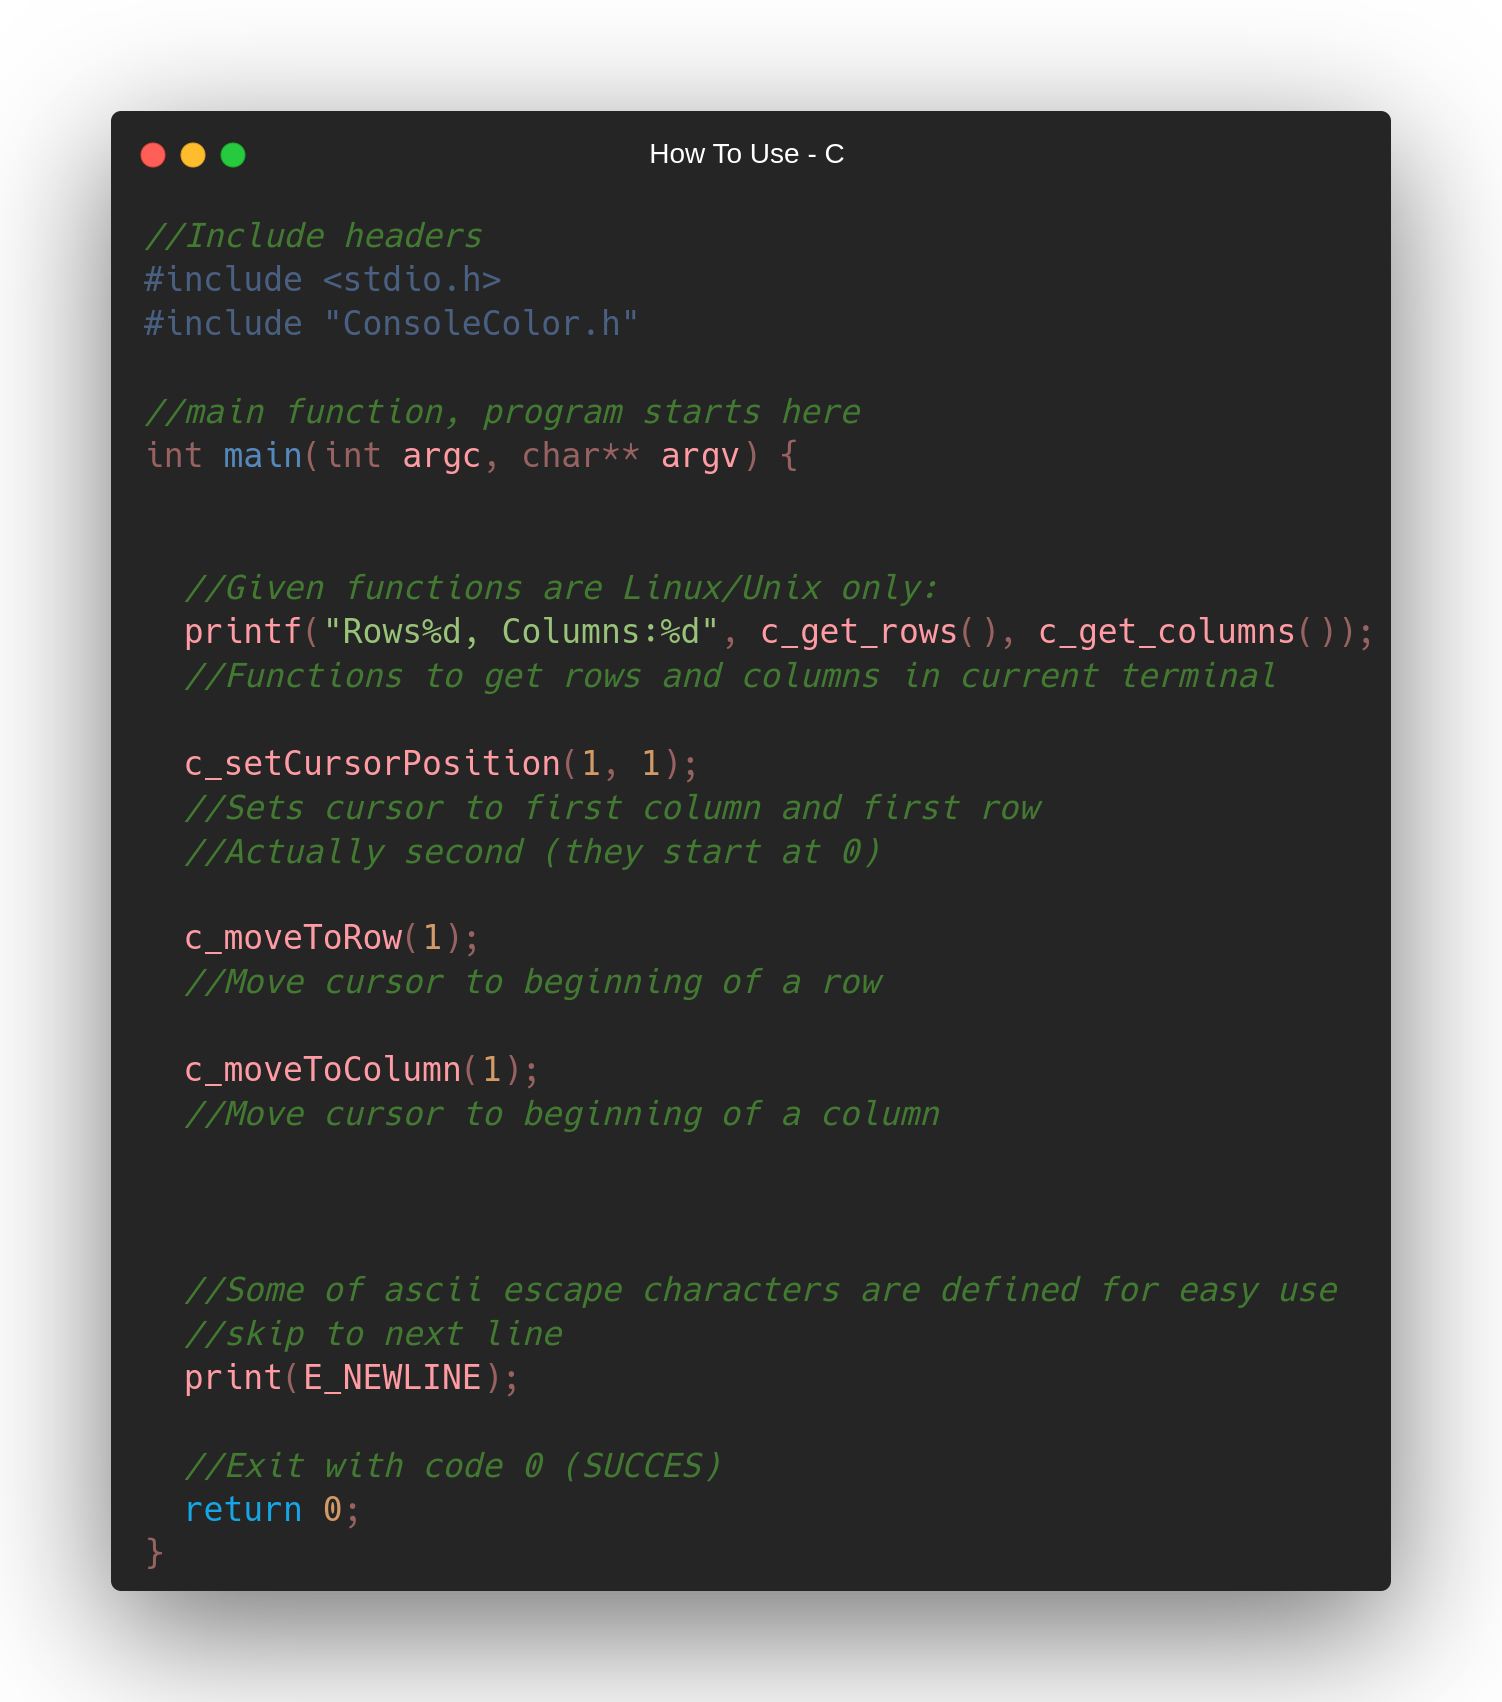 How To Use - C
//Include headers
#include <stdio.h>
#include "ConsoleColor.h"
//main function, program starts here
int main(int argc, char** argv) {
//Given functions are Linux/Unix only:
printf("Rows%d, Columns:%d", c_get_rows(), c_get_columns());
//Functions to get rows and columns in current terminal
c_setCursorPosition(1, 1);
//Sets cursor to first column and first row
//Actually second (they start at 0)
c_moveToRow(1);
//Move cursor to beginning of a row
c_moveToColumn(1);
//Move cursor to beginning of a column
//Some of ascii escape characters are defined for easy use
//skip to next line
print(E_NEWLINE);
//Exit with code 0 (SUCCES)
return 0;
}